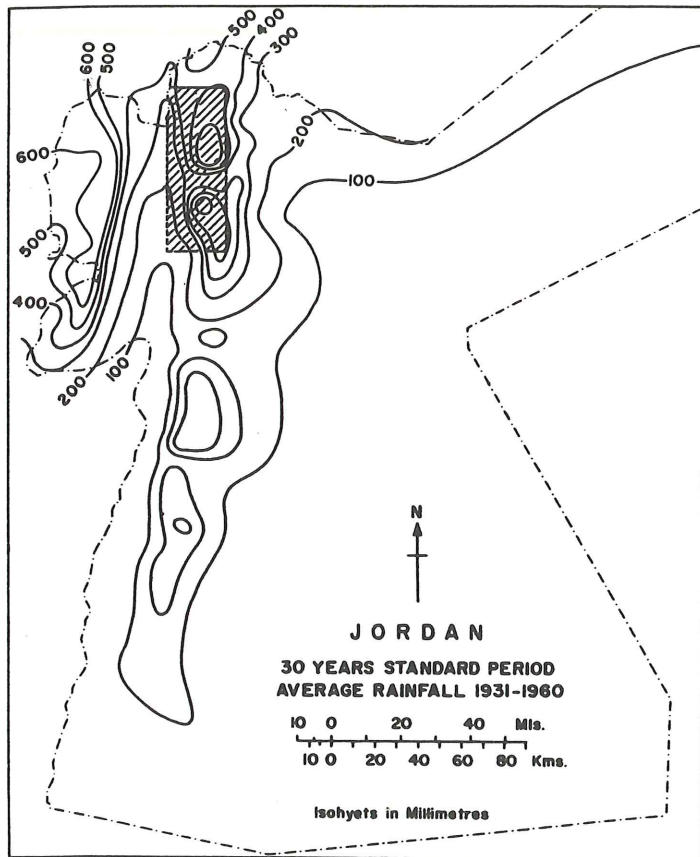 500
400
300
600
500
200
600
100
500
400
200
100
N
JORDAN
30 YEARS STANDARD PERIOD
AVERAGE RAINFALL 1931-1960
10 0 20 40 Mls.
10 0 20 40 60 80 Kms.
Isohyets in Millimetres